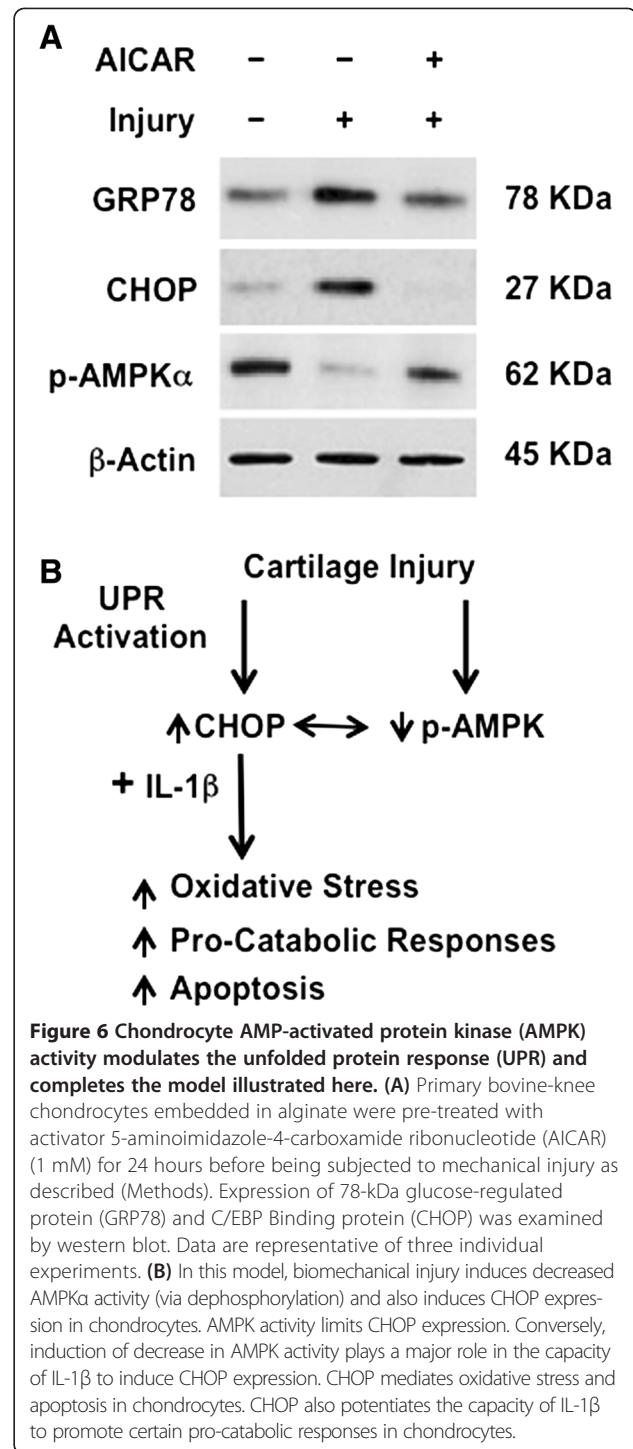 A
AICAR – – +
Injury – + +
GRP78 78 KDa
CHOP 27 KDa
p-AMPKα 62 KDa
β-Actin 45 KDa
B
Cartilage Injury
UPR
Activation
↑CHOP ↔ ↓ p-AMPK
+ IL-1β
↑ Oxidative Stress
↑ Pro-Catabolic Responses
↑ Apoptosis
Figure 6 Chondrocyte AMP-activated protein kinase (AMPK)
activity modulates the unfolded protein response (UPR) and
completes the model illustrated here. (A) Primary bovine-knee
chondrocytes embedded in alginate were pre-treated with
activator 5-aminoimidazole-4-carboxamide ribonucleotide (AICAR)
(1 mM) for 24 hours before being subjected to mechanical injury as
described (Methods). Expression of 78-kDa glucose-regulated
protein (GRP78) and C/EBP Binding protein (CHOP) was examined
by western blot. Data are representative of three individual
experiments. (B) In this model, biomechanical injury induces decreased
AMPKα activity (via dephosphorylation) and also induces CHOP expres-
sion in chondrocytes. AMPK activity limits CHOP expression. Conversely,
induction of decrease in AMPK activity plays a major role in the capacity
of IL-1β to induce CHOP expression. CHOP mediates oxidative stress and
apoptosis in chondrocytes. CHOP also potentiates the capacity of IL-1β
to promote certain pro-catabolic responses in chondrocytes.